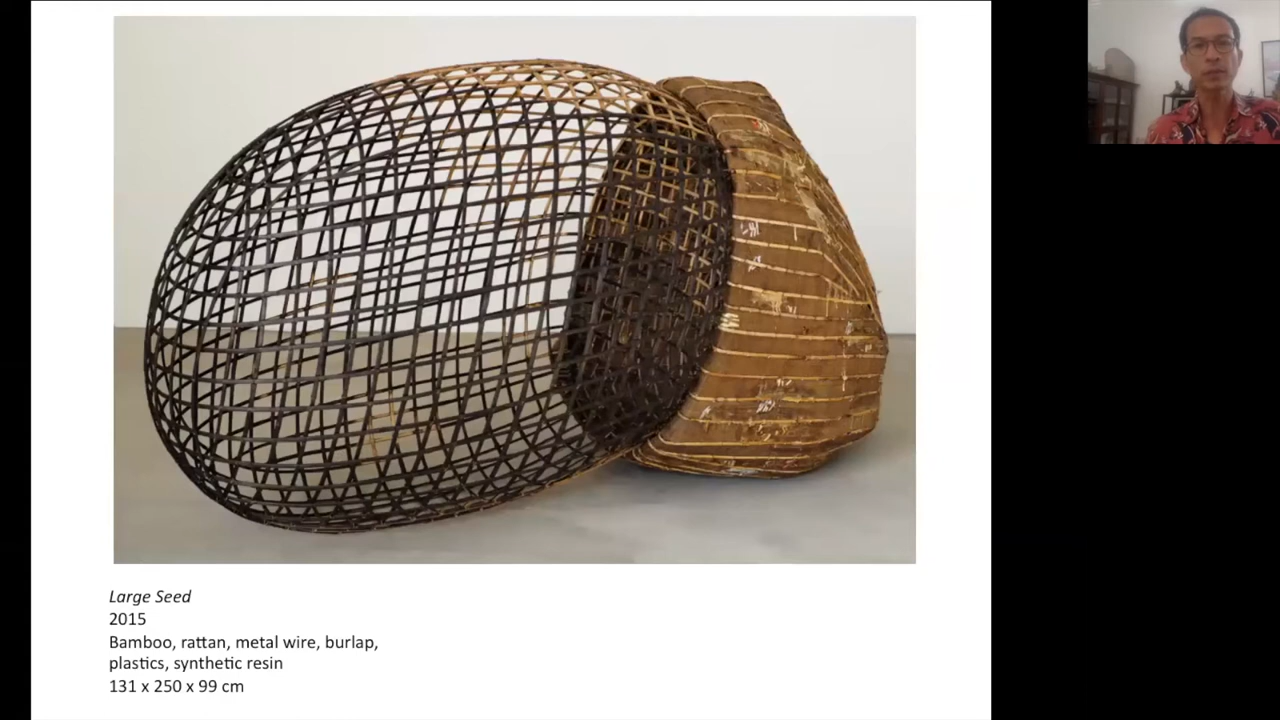 Large Seed
2015
Bamboo, rattan, metal wire, burlap,
plastics, synthetic resin
131 x 250 x 99 cm